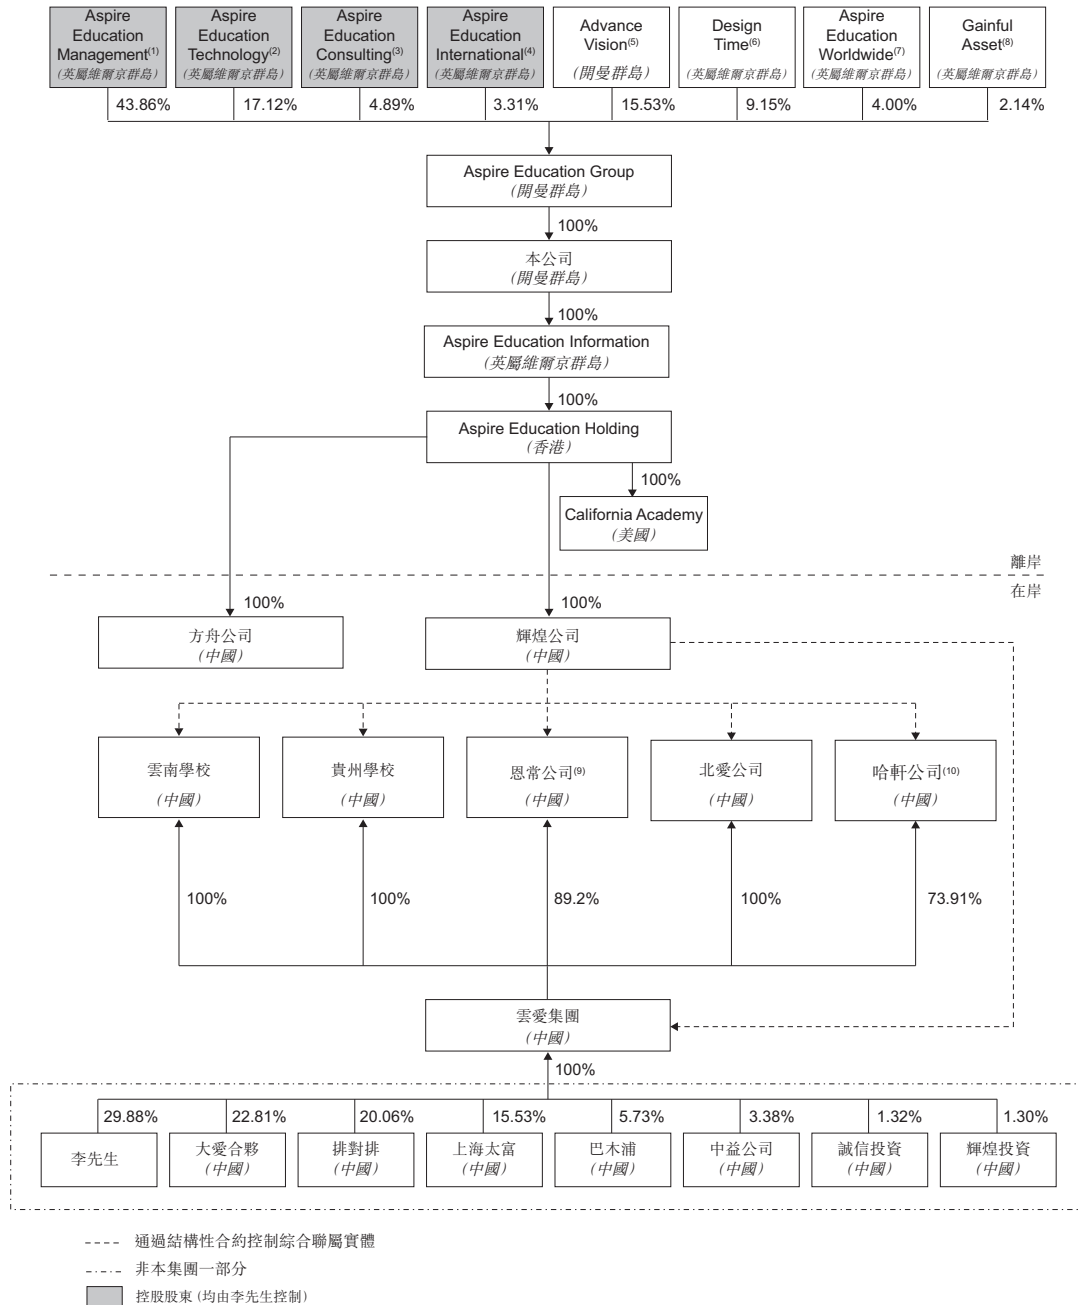 Aspire
Education
Management(1)
(英屬維爾京群島)
Aspire
Education
Technology(2)
(英屬維爾京群島)
Aspire
Education
Consulting(3)
(英屬維爾京群島)
Aspire
Education
International(4)
(英屬維爾京群島)
Advance
Vision(5)
(開曼群島)
Design
Time(6)
(英屬維爾京群島)
Aspire
Education
Worldwide(7)
(英屬維爾京群島)
Gainful
Asset(8)
(英屬維爾京群島)
43.86%
17.12%
4.89%
3.31%
15.53%
9.15%
4.00%
2.14%
Aspire Education Group
(開曼群島)
100%
本公司
(開曼群島)
100%
Aspire Education Information
(英屬維爾京群島)
100%
Aspire Education Holding
(香港)
100%
California Academy
(美國)
離岸
在岸
100%
100%
方舟公司
(中國)
輝煌公司
(中國)
雲南學校
(中國)
貴州學校
(中國)
恩常公司(9)
(中國)
北愛公司
(中國)
哈軒公司(10)
(中國)
100%
100%
89.2%
100%
73.91%
雲愛集團
(中國)
100%
29.88%
22.81%
20.06%
15.53%
5.73%
3.38%
1.32%
1.30%
李先生
大愛合夥
(中國)
排對排
(中國)
上海太富
(中國)
巴木浦
(中國)
中益公司
(中國)
誠信投資
(中國)
輝煌投資
(中國)
通過結構性合約控制綜合聯屬實體
非本集團一部分
控股股東 (均由李先生控制)